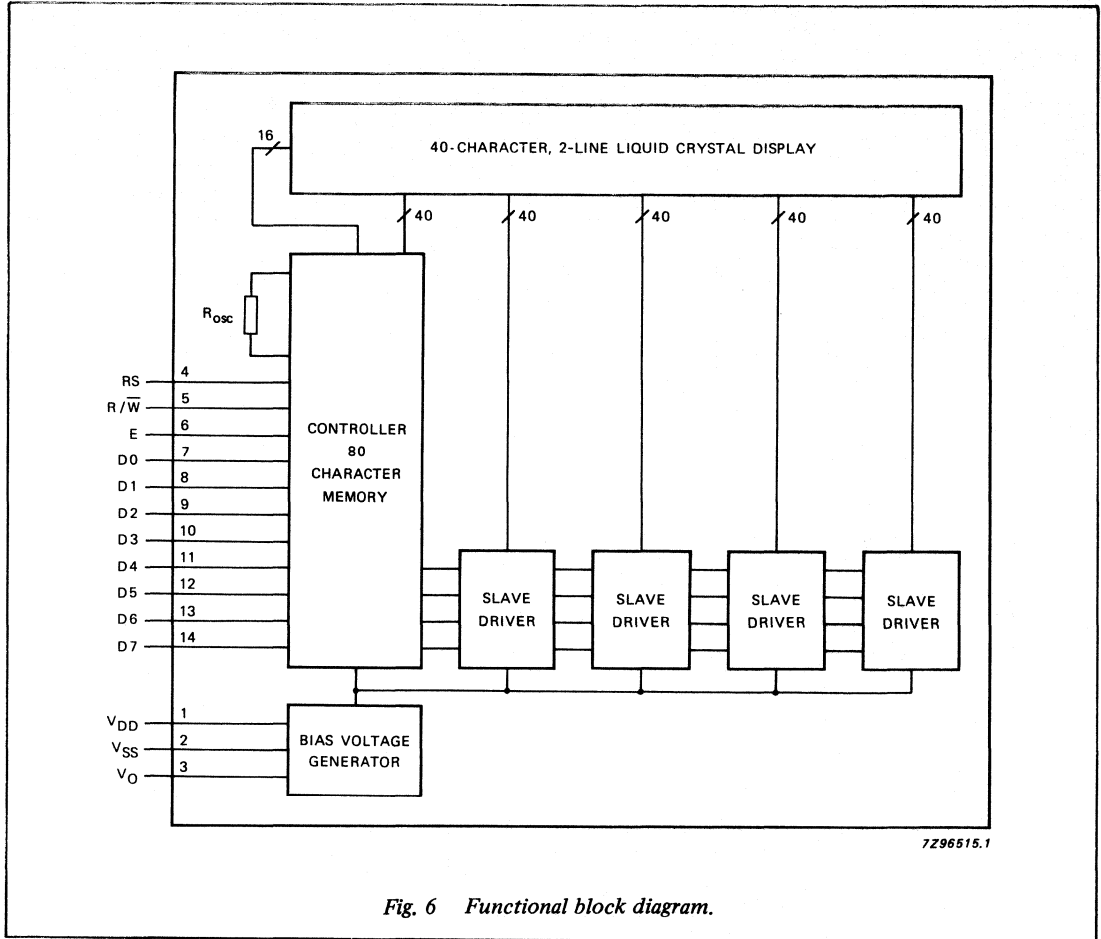 40-CHARACTER, 2-LINE LIQUID CRYSTAL DISPLAY
16
40
40
40
40
40
Rosc
RS
4
R/W̅
5
E
6
D0
7
D1
8
D2
9
D3
10
D4
11
D5
12
D6
13
D7
14
CONTROLLER
80
CHARACTER
MEMORY
SLAVE
DRIVER
SLAVE
DRIVER
SLAVE
DRIVER
SLAVE
DRIVER
VDD
1
VSS
2
VO
3
BIAS VOLTAGE
GENERATOR
7Z96515.1
Fig. 6 Functional block diagram.